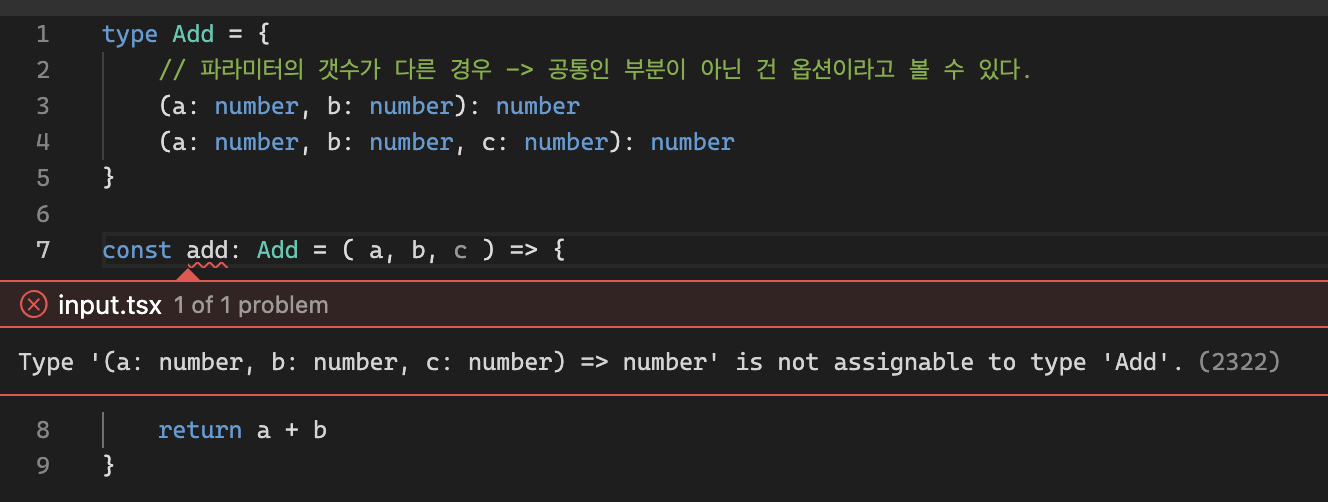 1 type Add = {
2 // 파라미터의 갯수가 다른 경우 -> 공통인 부분이 아닌 건 옵션이라고 볼 수 있다.
3 (a: number, b: number): number
4 (a: number, b: number, c: number): number
5 }
6
7 const add: Add = ( a, b, c ) => {
input.tsx 1 of 1 problem
Type '(a: number, b: number, c: number) => number' is not assignable to type 'Add'. (2322)
8 return a + b
9 }